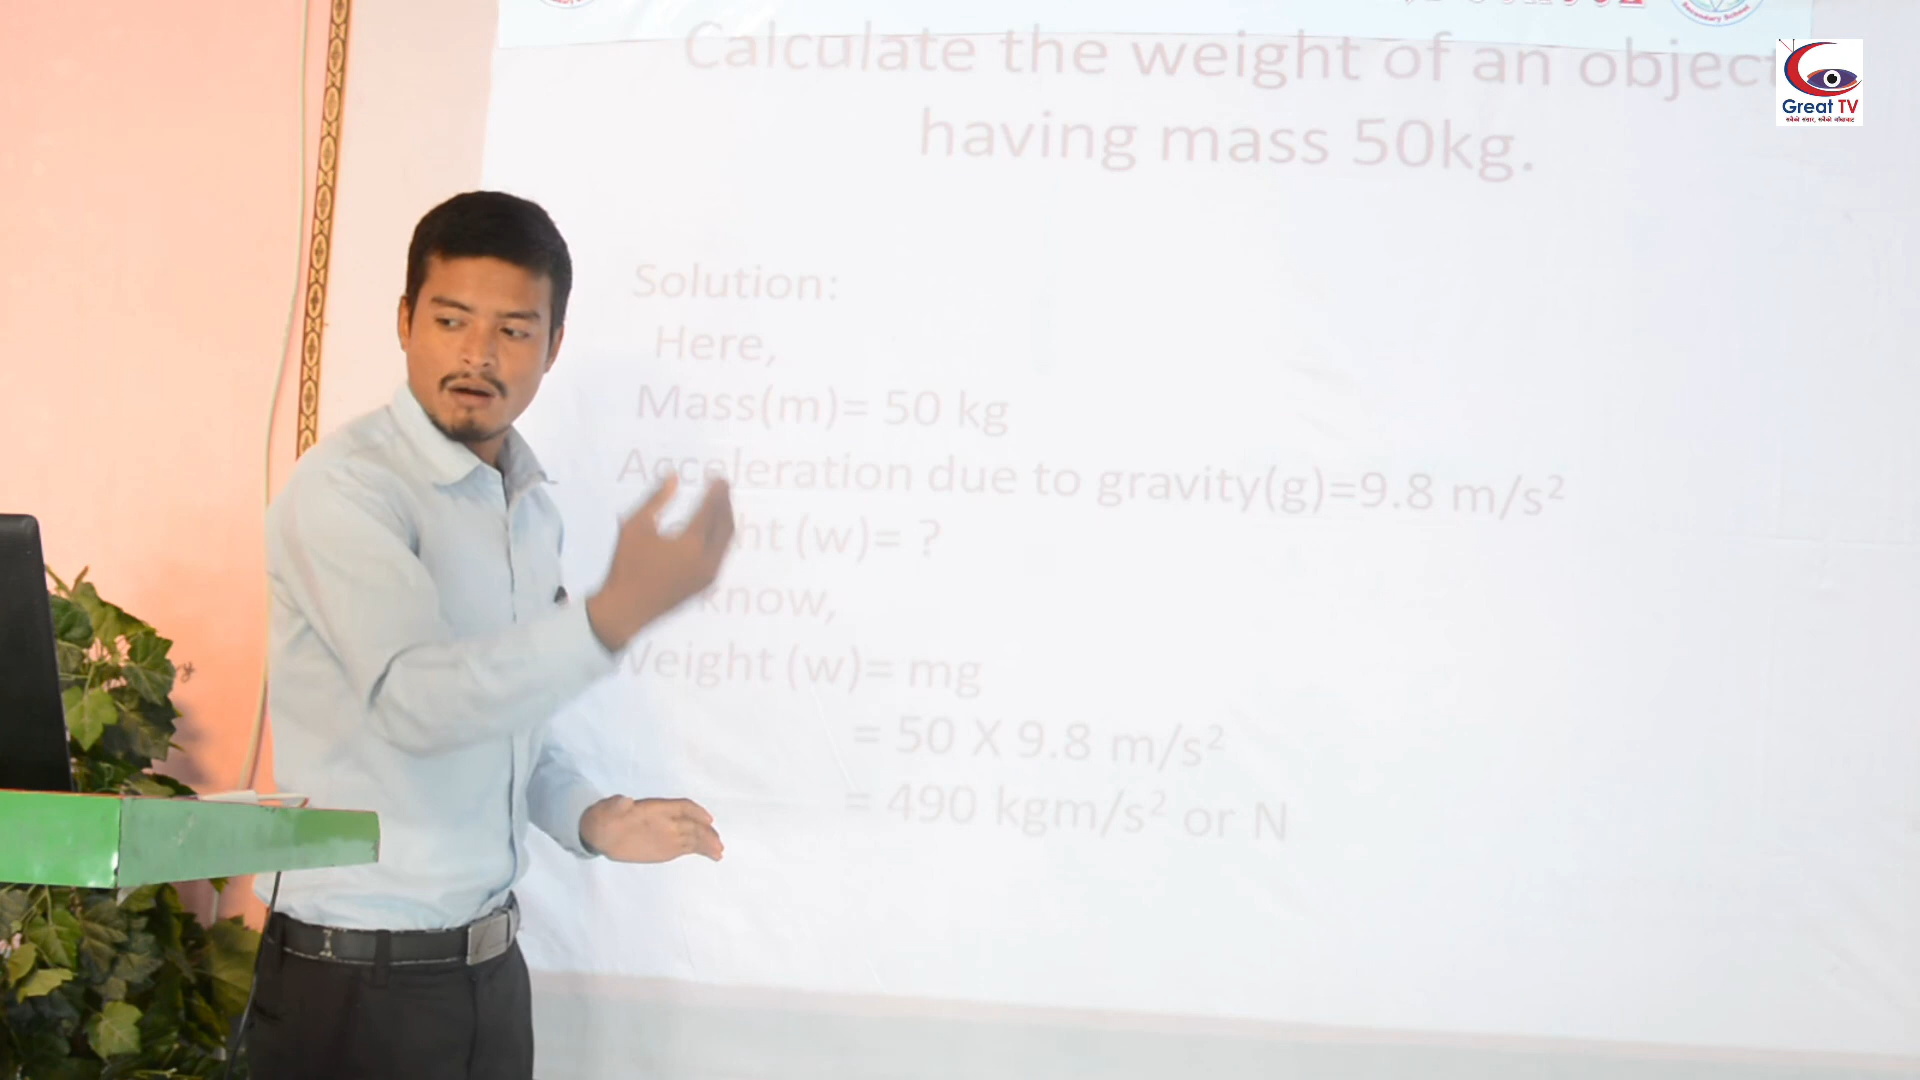 Calculate the weight of an object
having mass 50kg.
Great TV
Solution:
Here,
Mass(m)= 50 kg
Acceleration due to gravity(g)=9.8 m/s²
(w)= ?
know,
Weight (w)= mg
= 50 X 9.8 m/s²
= 490 kgm/s² or N